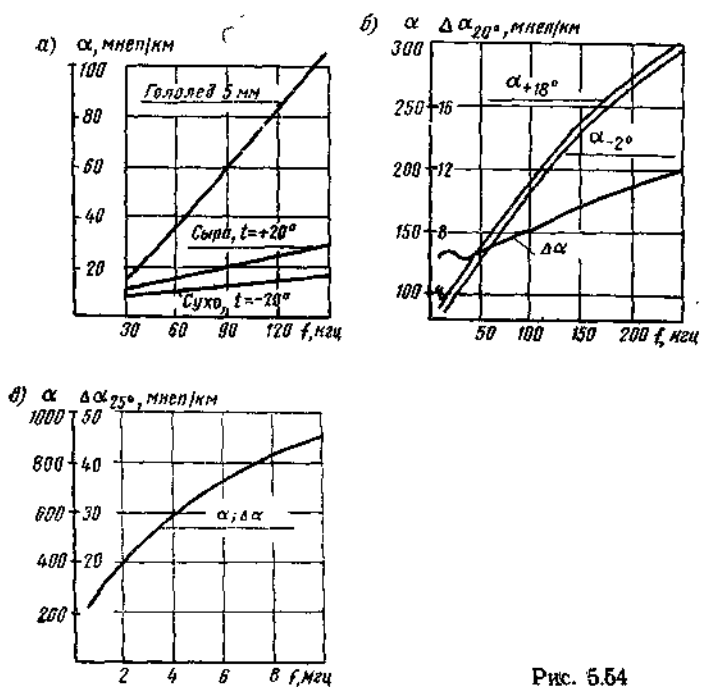 а) α, мнеп/км
100
80
60
40
20
Гололед 5 мм
Сыро, t=+20°
Сухо, t=-20°
30 60 90 120 f, кгц
б) α Δα20°, мнеп/км
300
250 16
200 12
150 8
100 4
α+18°
α-2°
Δα
50 100 150 200 f, кгц
в) α Δα25°, мнеп/км
1000 50
800 40
600 30
400 20
200
α; Δα
2 4 6 8 f, мгц
Рис. 5.54